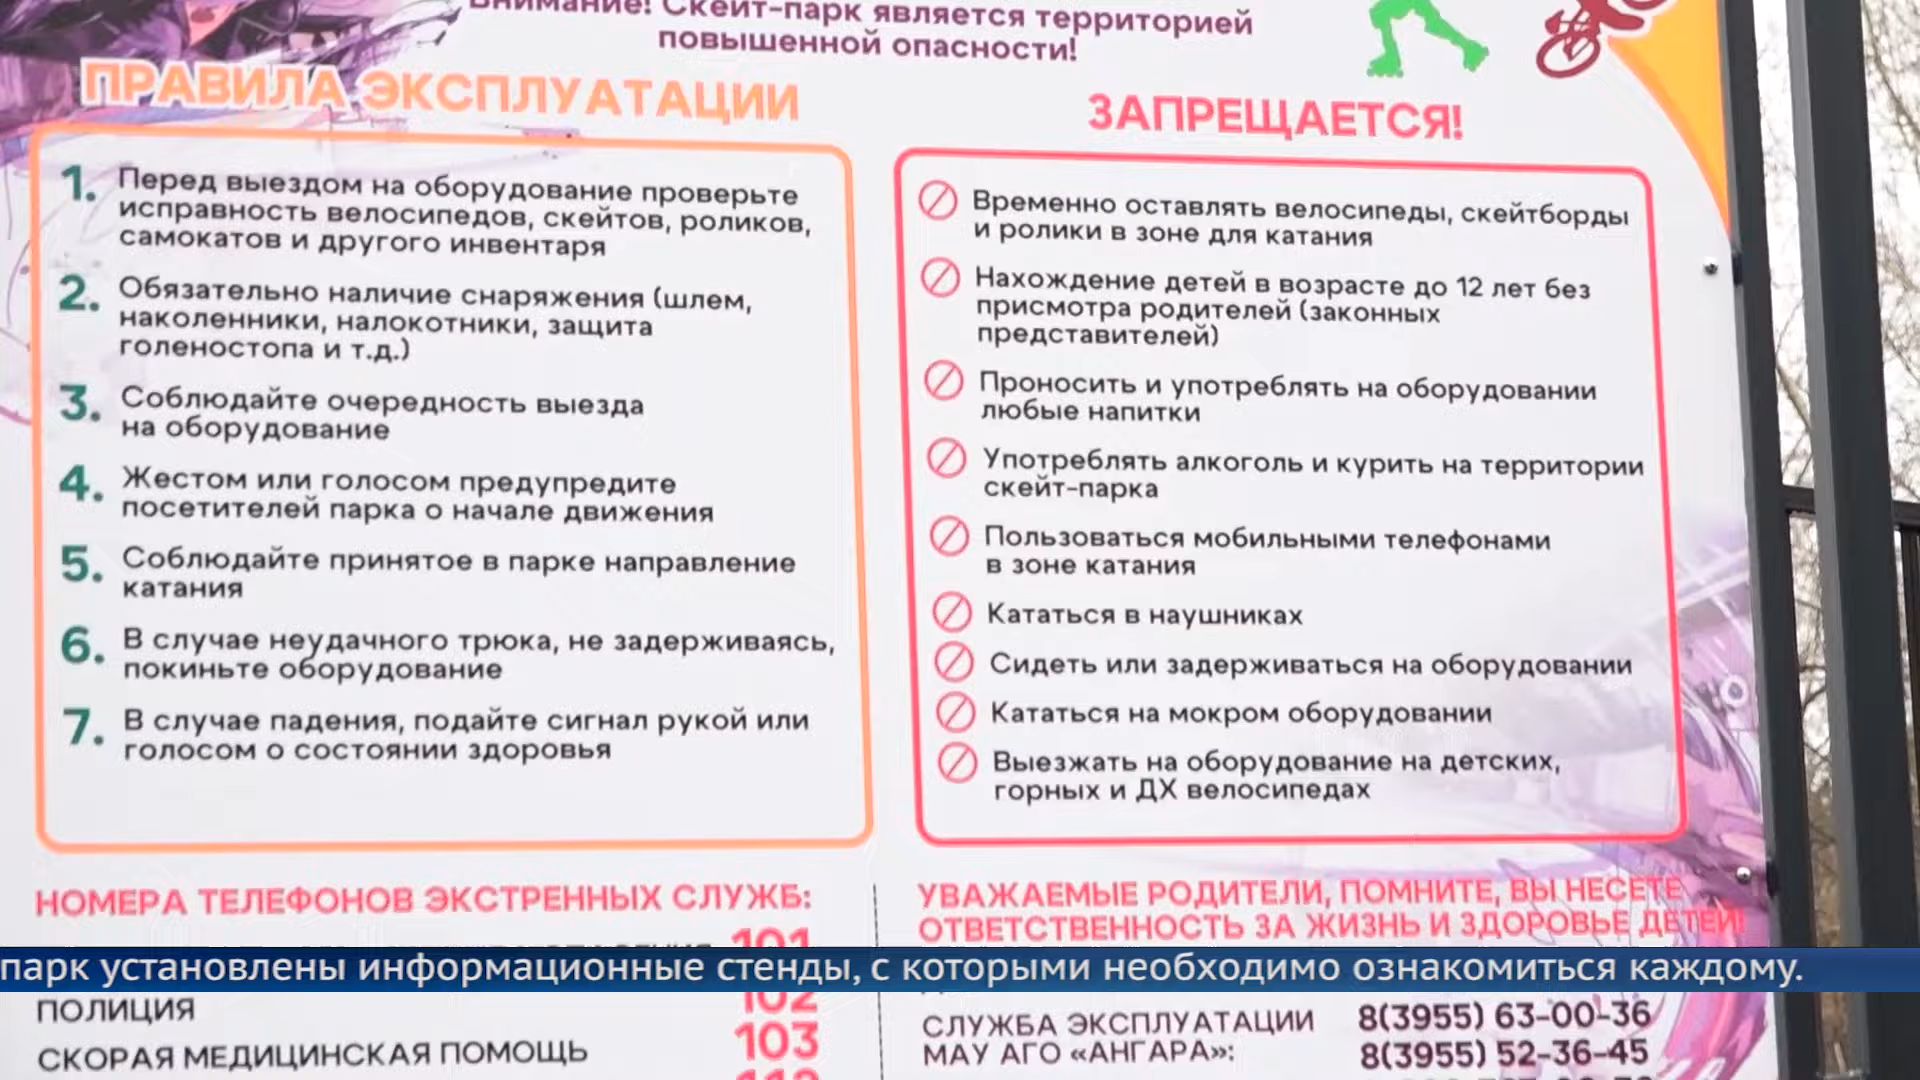 Внимание! Скейт-парк является территорией
повышенной опасности!
ПРАВИЛА ЭКСПЛУАТАЦИИ
1. Перед выездом на оборудование проверьте
исправность велосипедов, скейтов, роликов,
самокатов и другого инвентаря
2. Обязательно наличие снаряжения (шлем,
наколенники, налокотники, защита
голеностопа и т.д.)
3. Соблюдайте очередность выезда
на оборудование
4. Жестом или голосом предупредите
посетителей парка о начале движения
5. Соблюдайте принятое в парке направление
катания
6. В случае неудачного трюка, не задерживаясь,
покиньте оборудование
7. В случае падения, подайте сигнал рукой или
голосом о состоянии здоровья
ЗАПРЕЩАЕТСЯ!
Временно оставлять велосипеды, скейтборды
и ролики в зоне для катания
Нахождение детей в возрасте до 12 лет без
присмотра родителей (законных
представителей)
Проносить и употреблять на оборудовании
любые напитки
Употреблять алкоголь и курить на территории
скейт-парка
Пользоваться мобильными телефонами
в зоне катания
Кататься в наушниках
Сидеть или задерживаться на оборудовании
Кататься на мокром оборудовании
Выезжать на оборудование на детских,
горных и ДХ велосипедах
НОМЕРА ТЕЛЕФОНОВ ЭКСТРЕННЫХ СЛУЖБ:
101
ПОЛИЦИЯ 102
СКОРАЯ МЕДИЦИНСКАЯ ПОМОЩЬ 103
УВАЖАЕМЫЕ РОДИТЕЛИ, ПОМНИТЕ, ВЫ НЕСЕТЕ
ОТВЕТСТВЕННОСТЬ ЗА ЖИЗНЬ И ЗДОРОВЬЕ ДЕТЕЙ!
СЛУЖБА ЭКСПЛУАТАЦИИ 8(3955) 63-00-36
МАУ АГО «АНГАРА»: 8(3955) 52-36-45
парк установлены информационные стенды, с которыми необходимо ознакомиться каждому.